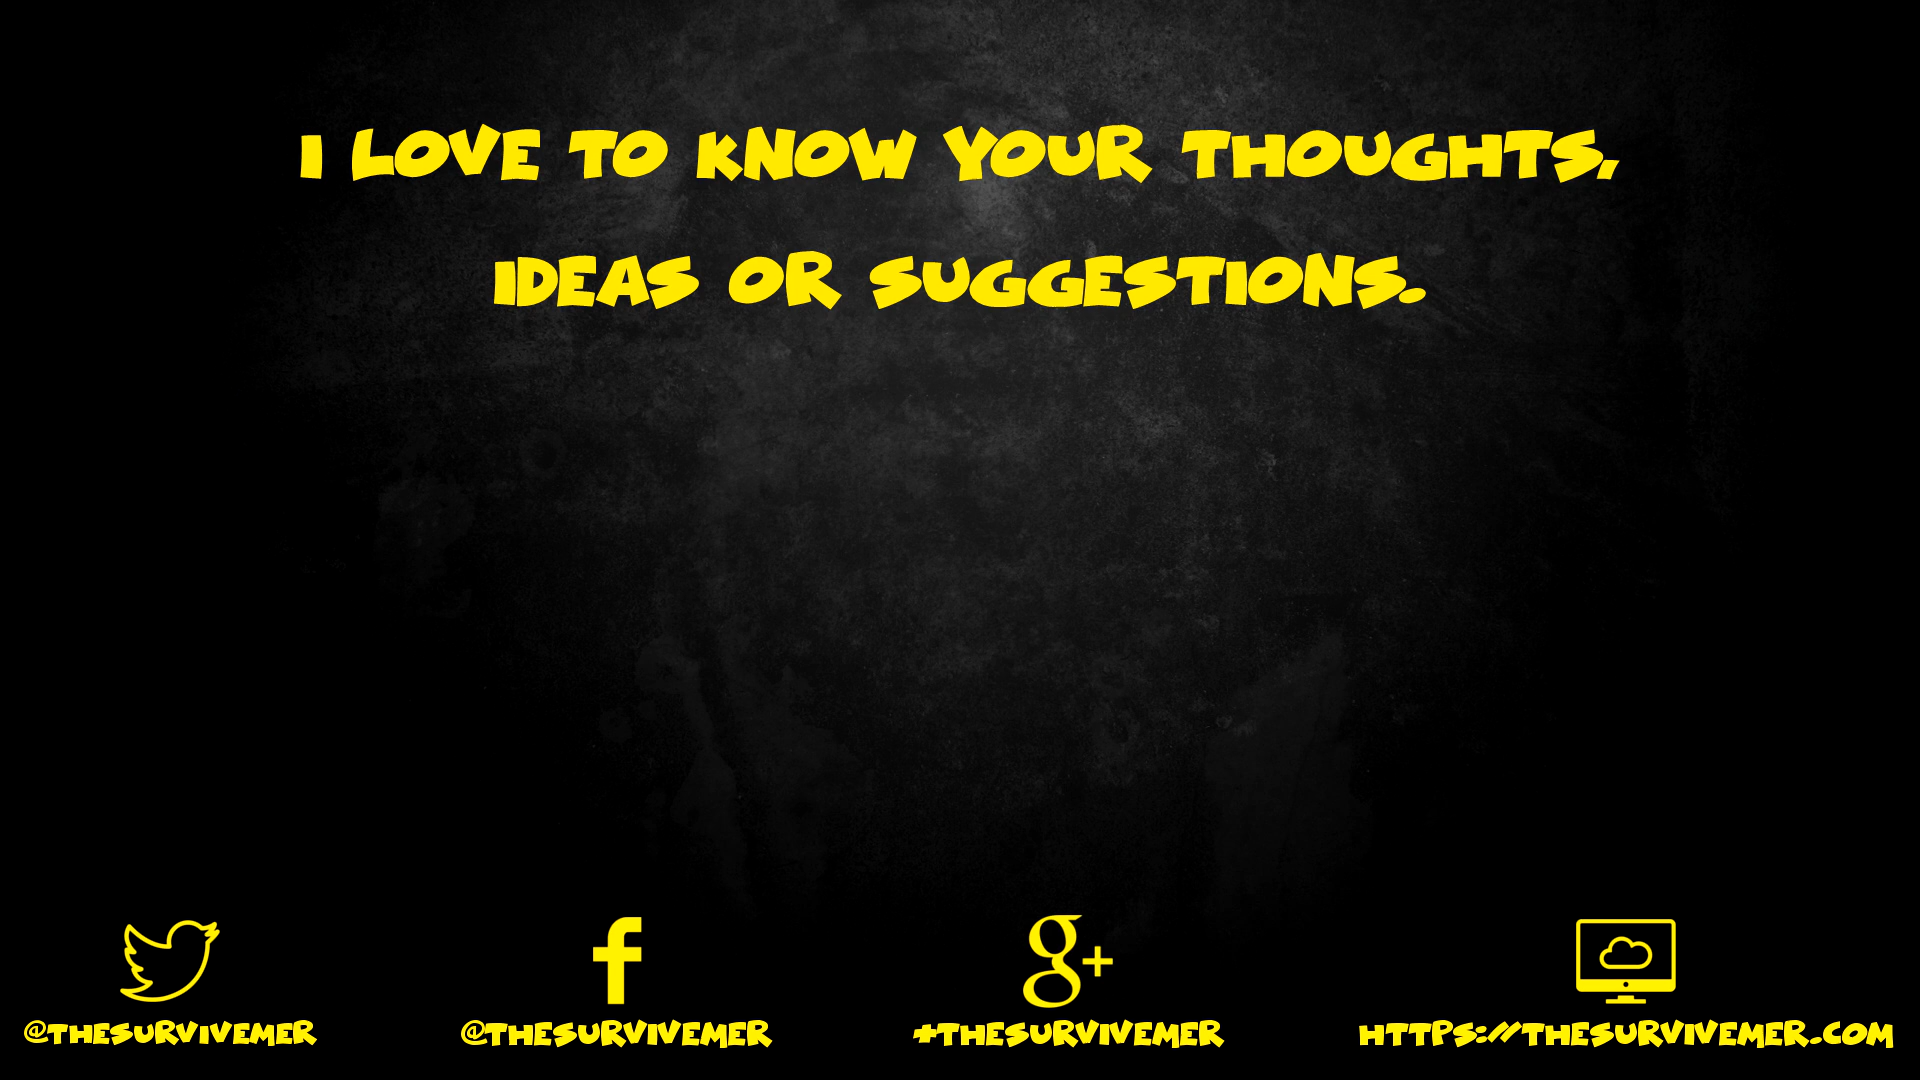 I LOVE TO KNOW YOUR THOUGHTS,
IDEAS OR SUGGESTIONS.
f
g+
@THESURVIVEMER
@THESURVIVEMER
+THESURVIVEMER
HTTPS://THESURVIVEMER.COM